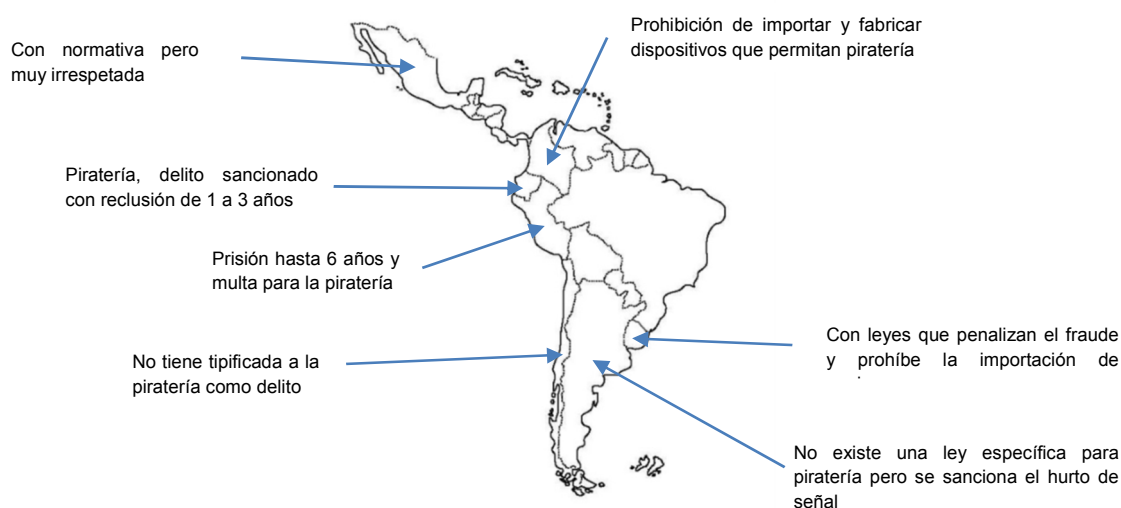 Prohibición de importar y fabricar
dispositivos que permitan piratería
Con normativa pero
muy irrespetada
Piratería, delito sancionado
con reclusión de 1 a 3 años
Prisión hasta 6 años y
multa para la piratería
No tiene tipificada a la
piratería como delito
Con leyes que penalizan el fraude
y prohíbe la importación de
No existe una ley específica para
piratería pero se sanciona el hurto de
señal